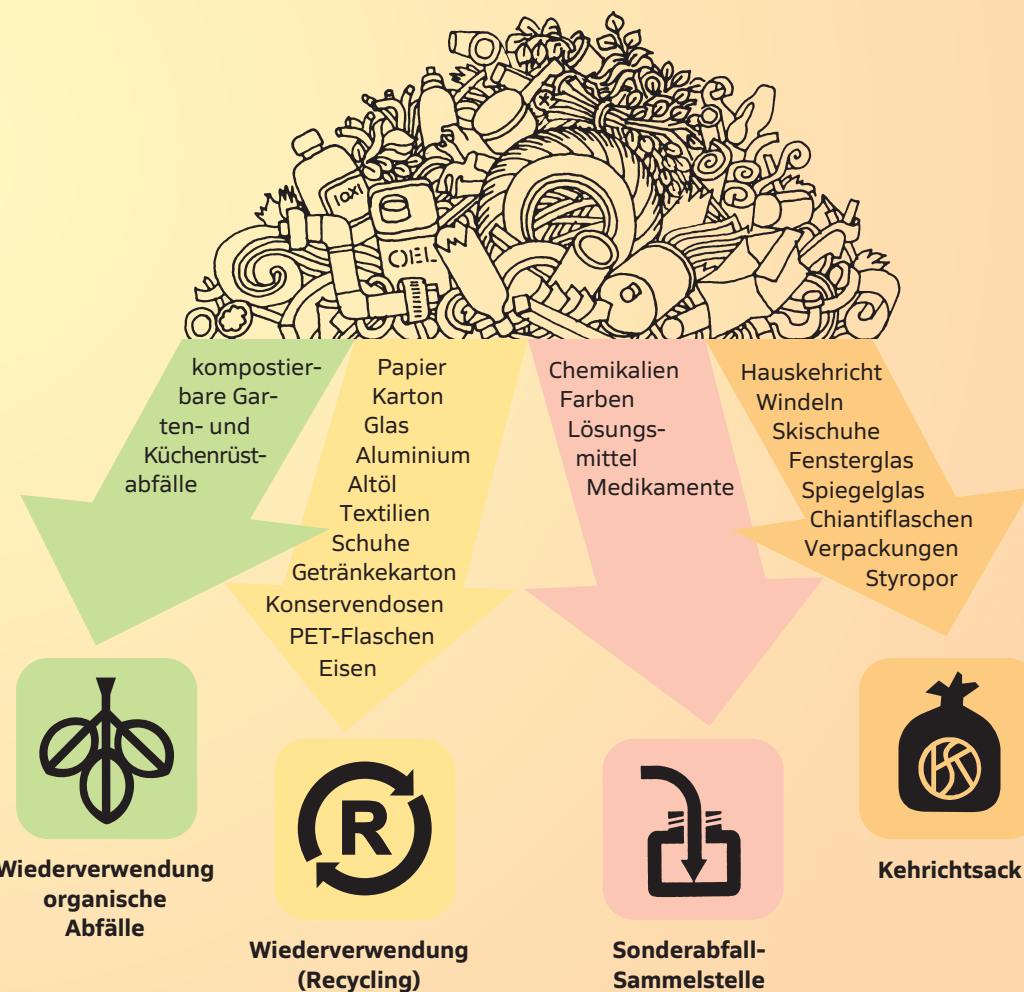 TOXI
OEL
kompostier-
bare Gar-
ten- und
Küchenrüst-
abfälle
Papier
Karton
Glas
Aluminium
Altöl
Textilien
Schuhe
Getränkekarton
Konservendosen
PET-Flaschen
Eisen
Chemikalien
Farben
Lösungs-
mittel
Medikamente
Hauskehricht
Windeln
Skischuhe
Fensterglas
Spiegelglas
Chiantiflaschen
Verpackungen
Styropor
Wiederverwendung
organische
Abfälle
R
Wiederverwendung
(Recycling)
Sonderabfall-
Sammelstelle
Kehrichtsack